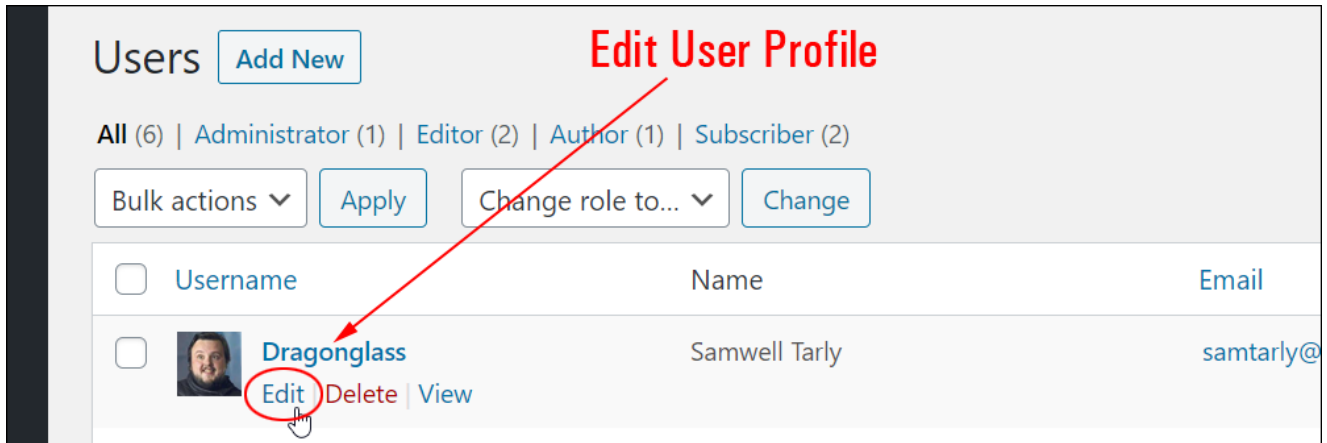 Users Add New Edit User Profile
All (6) | Administrator (1) | Editor (2) | Author (1) | Subscriber (2)
Bulk actions Apply Change role to... Change
Username Name Email
Dragonglass Samwell Tarly samtarly@
Edit | Delete | View